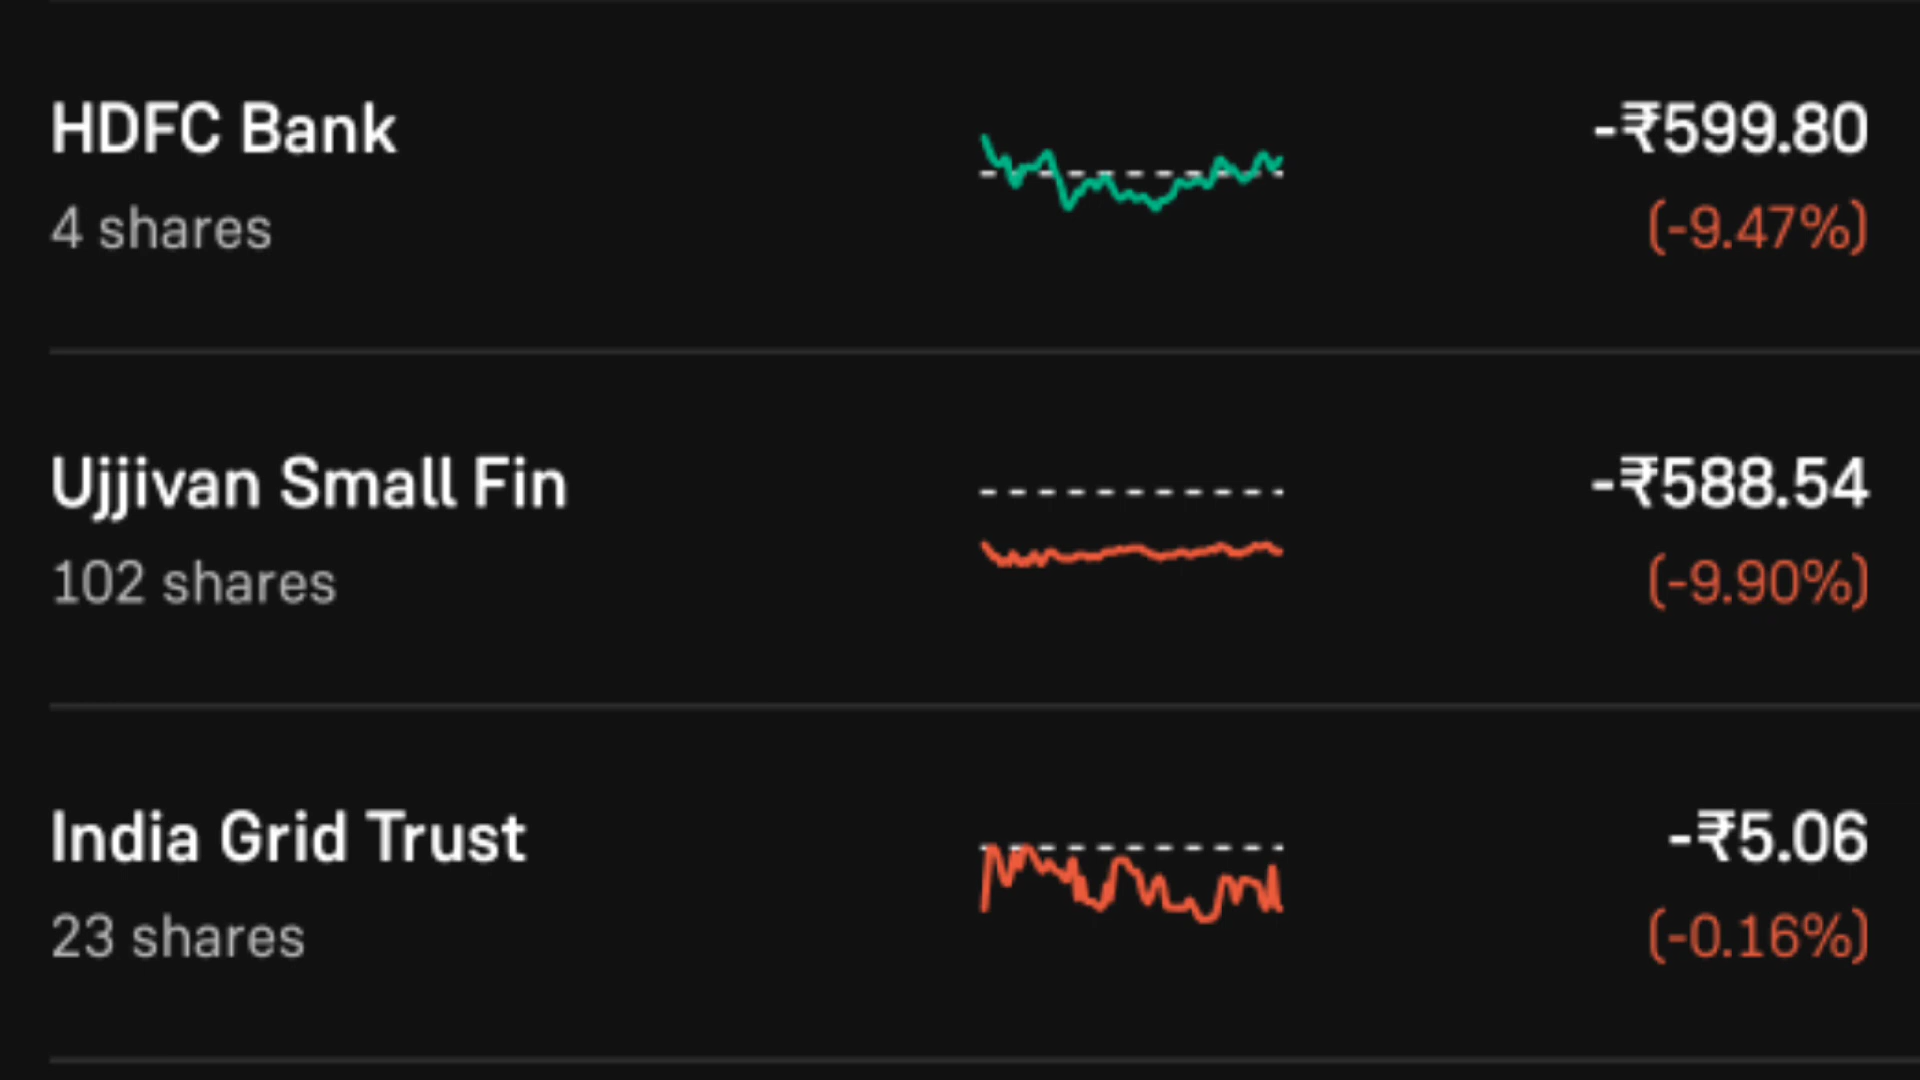 HDFC Bank
-₹599.80
4 shares
(-9.47%)
Ujjivan Small Fin
-₹588.54
102 shares
(-9.90%)
India Grid Trust
-₹5.06
23 shares
(-0.16%)